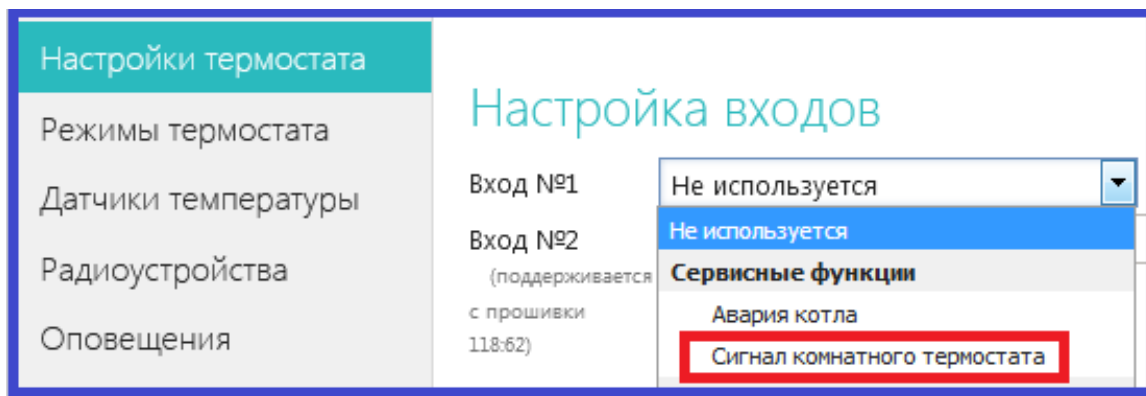 Настройки термостата
Режимы термостата
Датчики температуры
Радиоустройства
Оповещения
Настройка входов
Вход №1
Не используется
Вход №2
(поддерживается
с прошивки
118:62)
Не используется
Сервисные функции
Авария котла
Сигнал комнатного термостата